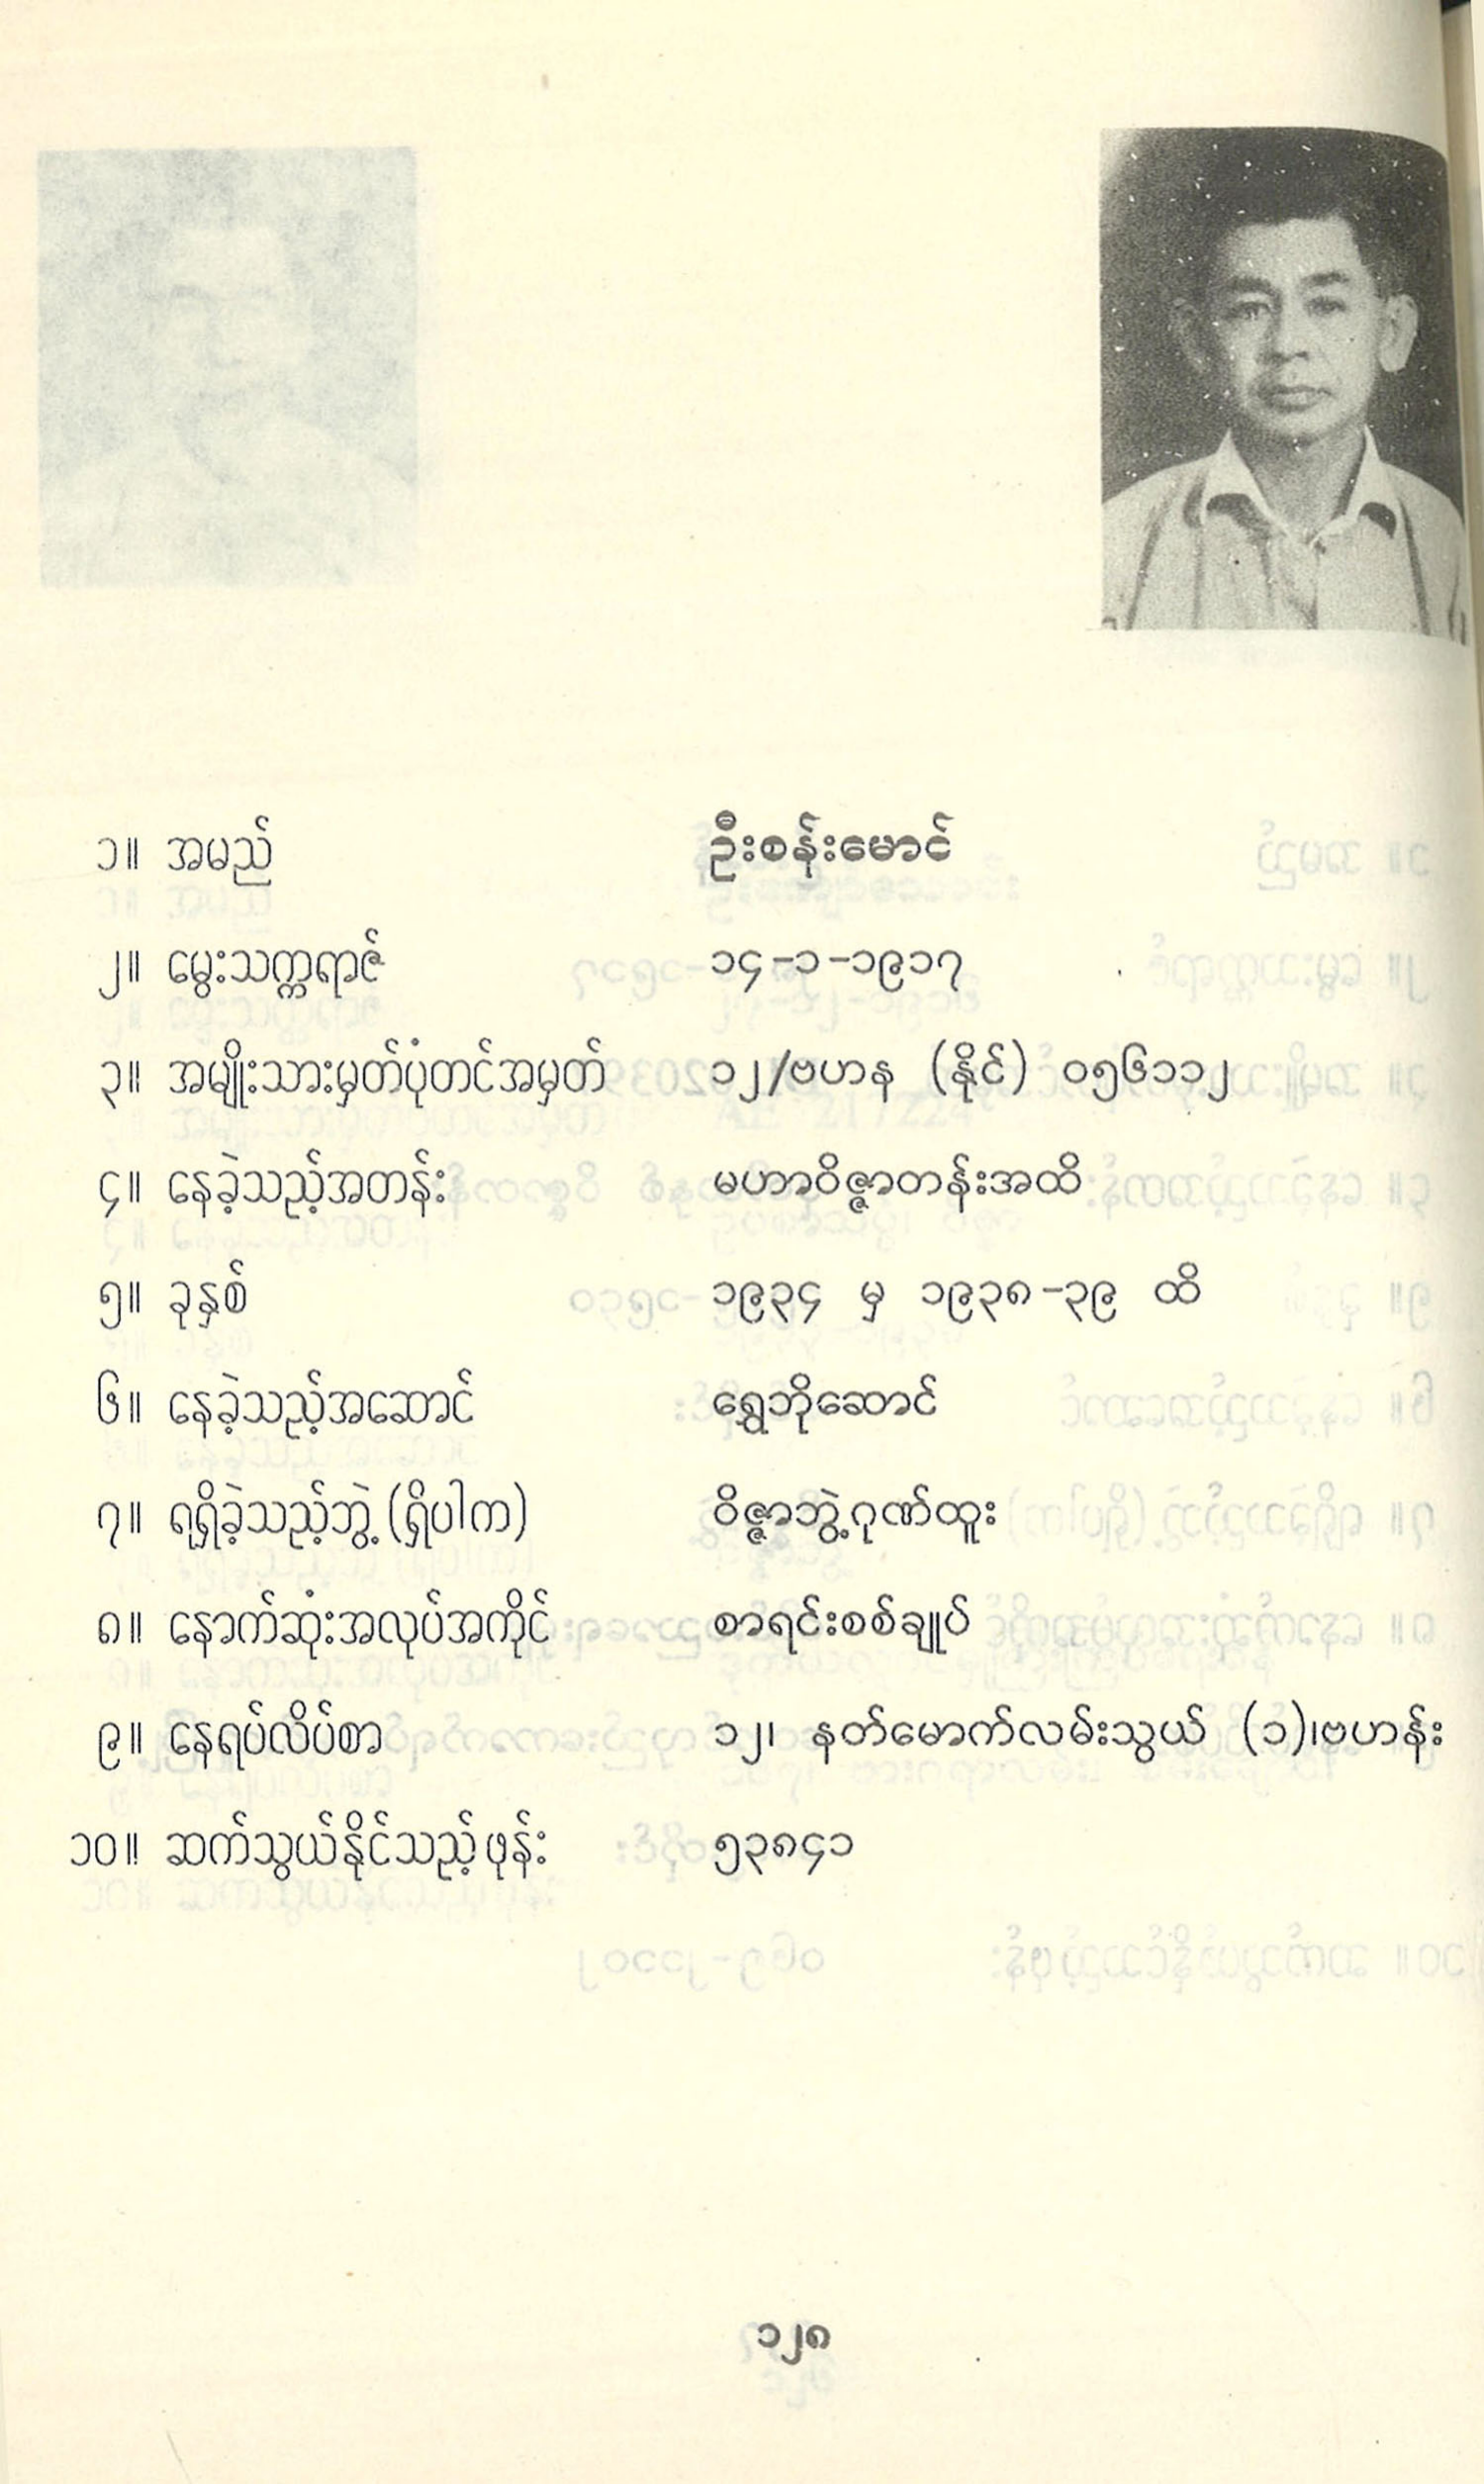 ၁။ အမည် ဦးစန်းမောင်
၂။ မွေးသက္ကရာဇ် ၁၄-၁-၁၉၁၇
၃။ အမျိုးသားမှတ်ပုံတင်အမှတ် ၁၂/ဗဟန (နိုင်) ၀၅၆၁၁၂
၄။ နေခဲ့သည့်အတန်း မဟာဝိဇ္ဇာတန်းအထိ
၅။ ခုနှစ် ၁၉၃၄ မှ ၁၉၃၈-၃၉ ထိ
၆။ နေခဲ့သည့်အဆောင် ရွှေဘိုဆောင်
၇။ ရရှိခဲ့သည့်ဘွဲ့(ရှိပါက) ဝိဇ္ဇာဘွဲ့ဂုဏ်ထူး
၈။ နောက်ဆုံးအလုပ်အကိုင် စာရင်းစစ်ချုပ်
၉။ နေရပ်လိပ်စာ ၁၂၊ နတ်မောက်လမ်းသွယ် (၁)၊ဗဟန်း
၁၀။ ဆက်သွယ်နိုင်သည့်ဖုန်း ၅၃၈၄၁
၁၂၈